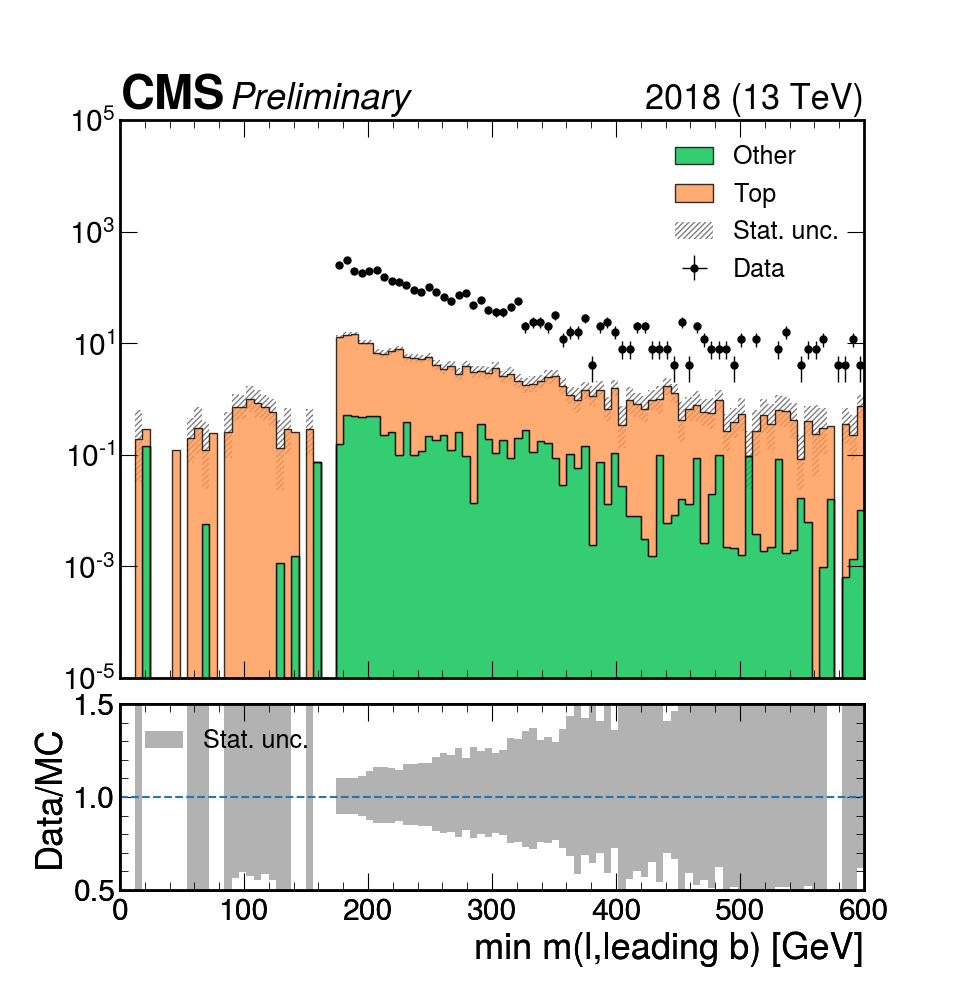 CMS Preliminary 2018 (13 TeV)
Other
Top
Stat. unc.
Data
10^5
10^3
10^1
10^-1
10^-3
10^-5
Stat. unc.
Data/MC
1.5
1.0
0.5
0 100 200 300 400 500 600
min m(l,leading b) [GeV]